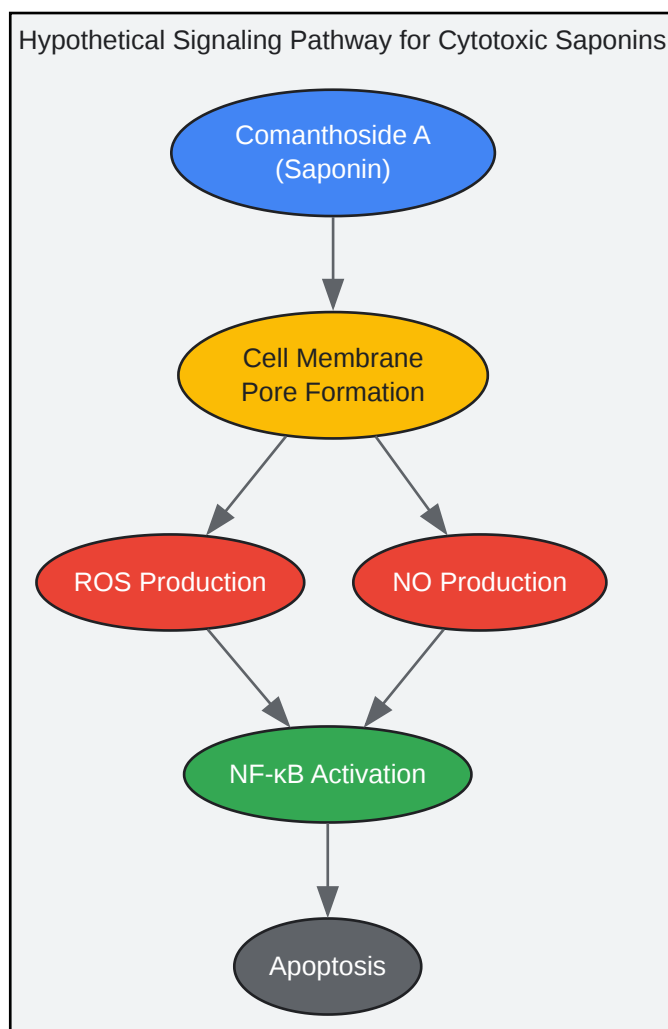 Hypothetical Signaling Pathway for Cytotoxic Saponins
Comanthoside A
(Saponin)
Cell Membrane
Pore Formation
ROS Production
NO Production
NF-κB Activation
Apoptosis